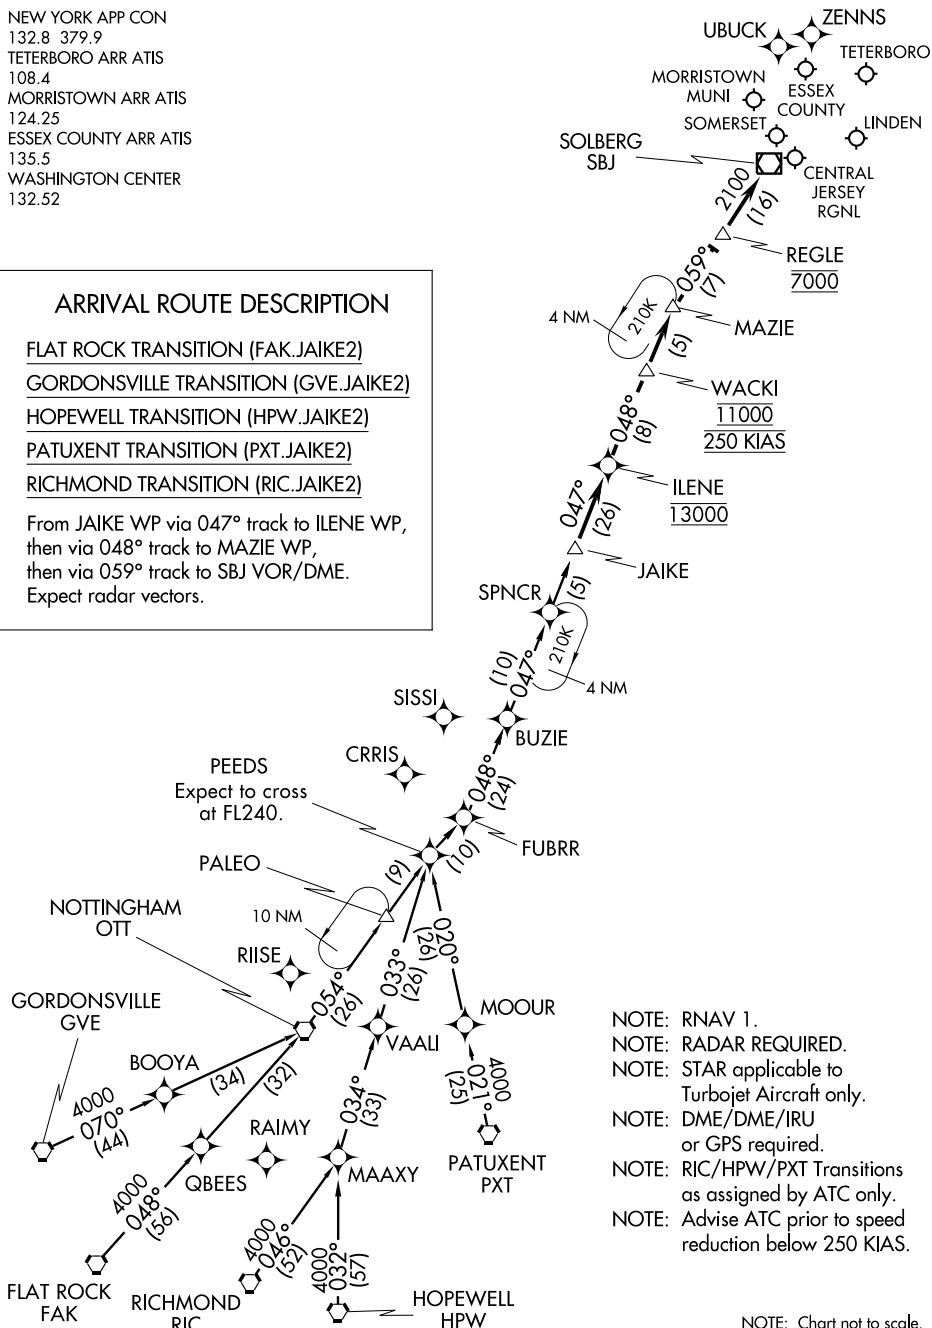 NEW YORK APP CON
132.8 379.9
TETERBORO ARR ATIS
108.4
MORRISTOWN ARR ATIS
124.25
ESSEX COUNTY ARR ATIS
135.5
WASHINGTON CENTER
132.52
UBUCK
ZENNS
TETERBORO
MORRISTOWN
MUNI
ESSEX
COUNTY
SOMERSET
LINDEN
SOLBERG
SBJ
CENTRAL
JERSEY
RGNL
2100
(16)
REGLE
7000
059°
(7)
4 NM
210K
MAZIE
(5)
WACKI
11000
250 KIAS
048°
(8)
ILENE
13000
047°
(26)
JAIKE
ARRIVAL ROUTE DESCRIPTION
FLAT ROCK TRANSITION (FAK.JAIKE2)
GORDONSVILLE TRANSITION (GVE.JAIKE2)
HOPEWELL TRANSITION (HPW.JAIKE2)
PATUXENT TRANSITION (PXT.JAIKE2)
RICHMOND TRANSITION (RIC.JAIKE2)
From JAIKE WP via 047° track to ILENE WP,
then via 048° track to MAZIE WP,
then via 059° track to SBJ VOR/DME.
Expect radar vectors.
SPNCR
(5)
210K
4 NM
(10)
047°
SISSI
BUZIE
CRRIS
048°
(24)
PEEDS
Expect to cross
at FL240.
FUBRR
(10)
(9)
PALEO
10 NM
NOTTINGHAM
OTT
RIISE
054°
(26)
033°
(26)
020°
(26)
GORDONSVILLE
GVE
BOOYA
(34)
(32)
VAALI
MOOUR
4000
070°
(44)
034°
(33)
4000
021°
(25)
RAIMY
QBEES
MAAXY
PATUXENT
PXT
4000
048°
(56)
4000
046°
(52)
4000
032°
(57)
FLAT ROCK
FAK
RICHMOND
RIC
HOPEWELL
HPW
NOTE: RNAV 1.
NOTE: RADAR REQUIRED.
NOTE: STAR applicable to
Turbojet Aircraft only.
NOTE: DME/DME/IRU
or GPS required.
NOTE: RIC/HPW/PXT Transitions
as assigned by ATC only.
NOTE: Advise ATC prior to speed
reduction below 250 KIAS.
NOTE: Chart not to scale.